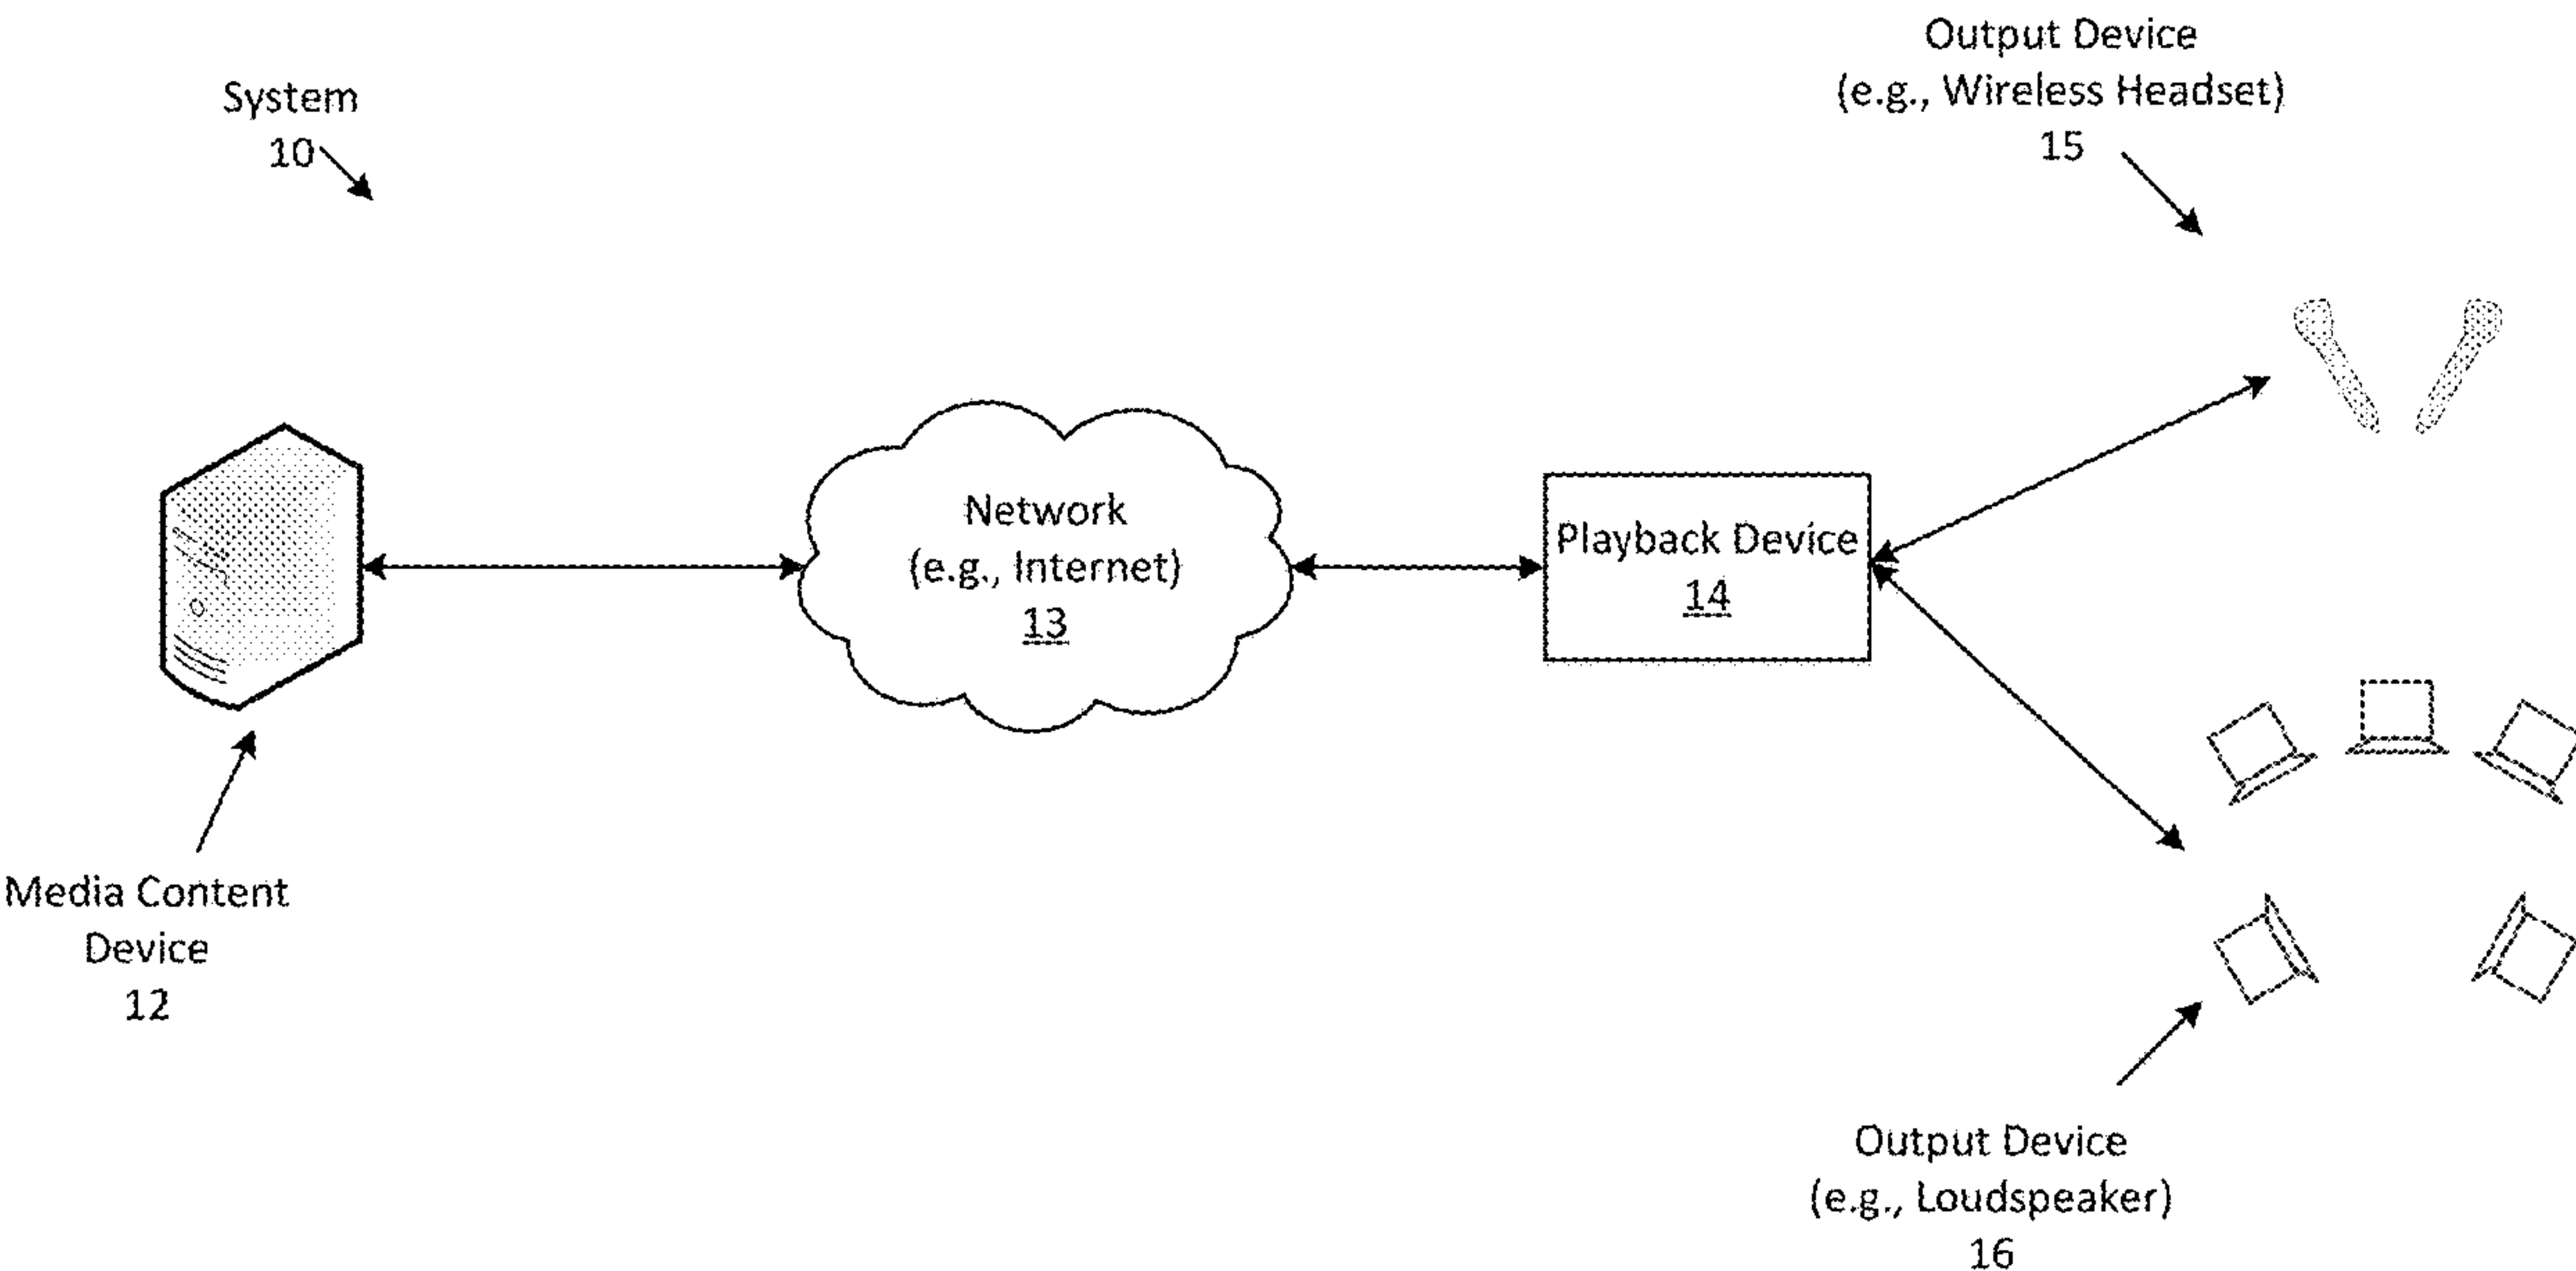 System
10
Output Device
(e.g., Wireless Headset)
15
Network
(e.g., Internet)
13
Playback Device
14
Media Content
Device
12
Output Device
(e.g., Loudspeaker)
16